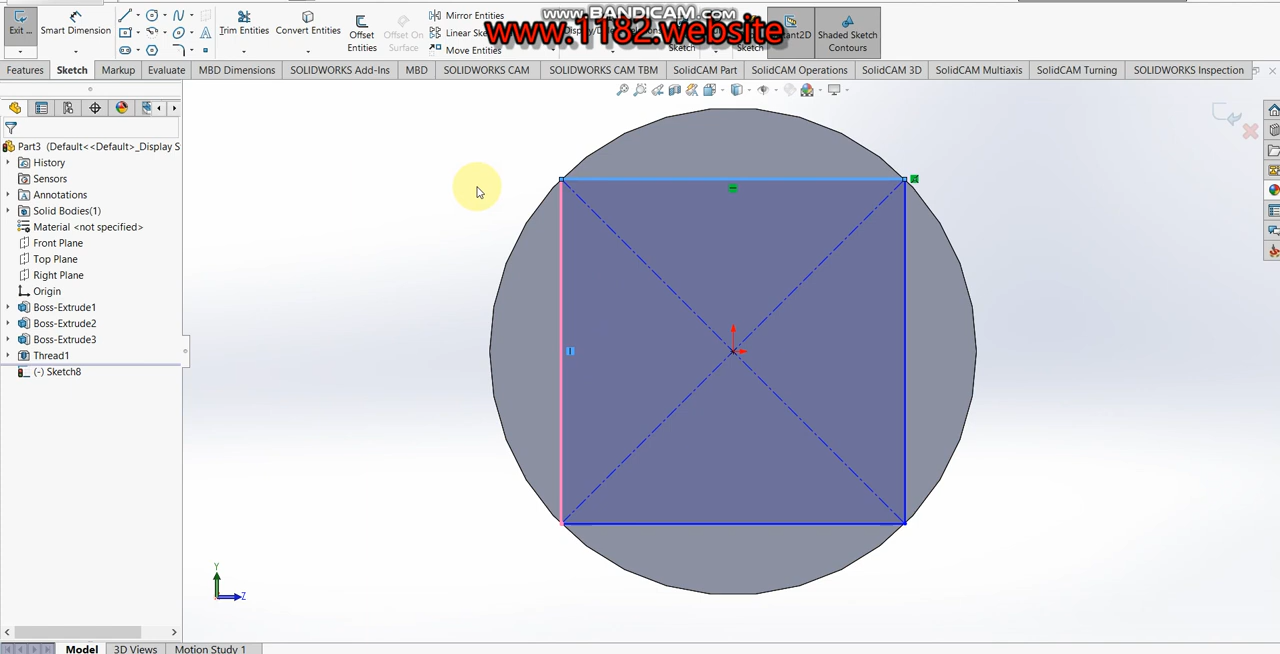 www.BANDICAM.com
www.1182.website
Exit ...
Smart Dimension
Trim Entities
Convert Entities
Offset Entities
Offset On Surface
Mirror Entities
Linear Ske
Move Entities
Sketch
Sketch
tant2D
Shaded Sketch Contours
Features
Sketch
Markup
Evaluate
MBD Dimensions
SOLIDWORKS Add-Ins
MBD
SOLIDWORKS CAM
SOLIDWORKS CAM TBM
SolidCAM Part
SolidCAM Operations
SolidCAM 3D
SolidCAM Multiaxis
SolidCAM Turning
SOLIDWORKS Inspection
Part3 (Default<<Default>_Display S
History
Sensors
Annotations
Solid Bodies(1)
Material <not specified>
Front Plane
Top Plane
Right Plane
Origin
Boss-Extrude1
Boss-Extrude2
Boss-Extrude3
Thread1
(-) Sketch8
Y
Z
Model
3D Views
Motion Study 1